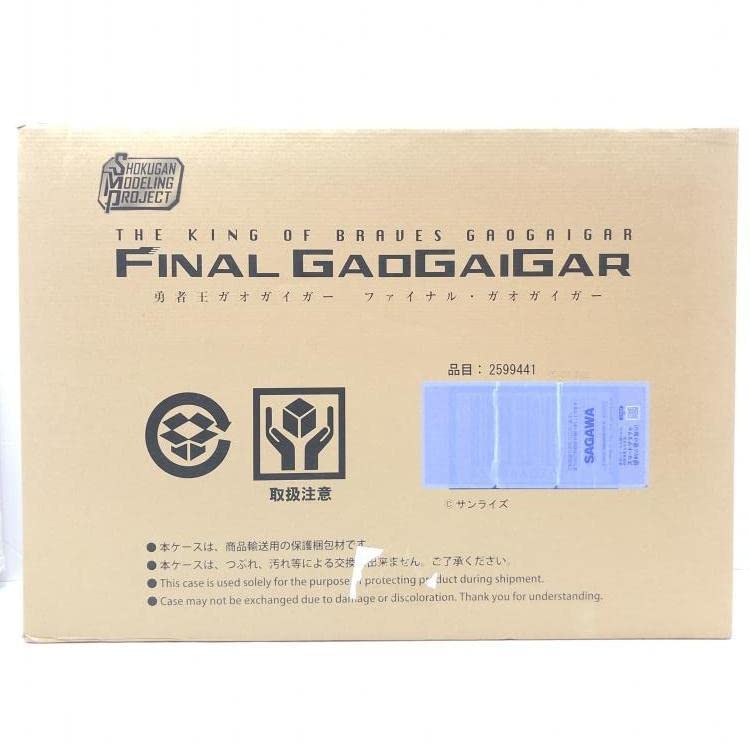 SHOKUGAN
MODELING
PROJECT
THE KING OF BRAVES GAOGAIGAR
FINAL GAOGAIGAR
勇者王ガオガイガー ファイナル・ガオガイガー
品目：2599441
SAGAWA
取扱注意
©サンライズ
●本ケースは、商品輸送用の保護梱包材です。
●本ケースは、つぶれ、汚れ等による交換 出来ません。ご了承ください。
●This case is used solely for the purpose protecting product during shipment.
●Case may not be exchanged due to damage or discoloration. Thank you for understanding.